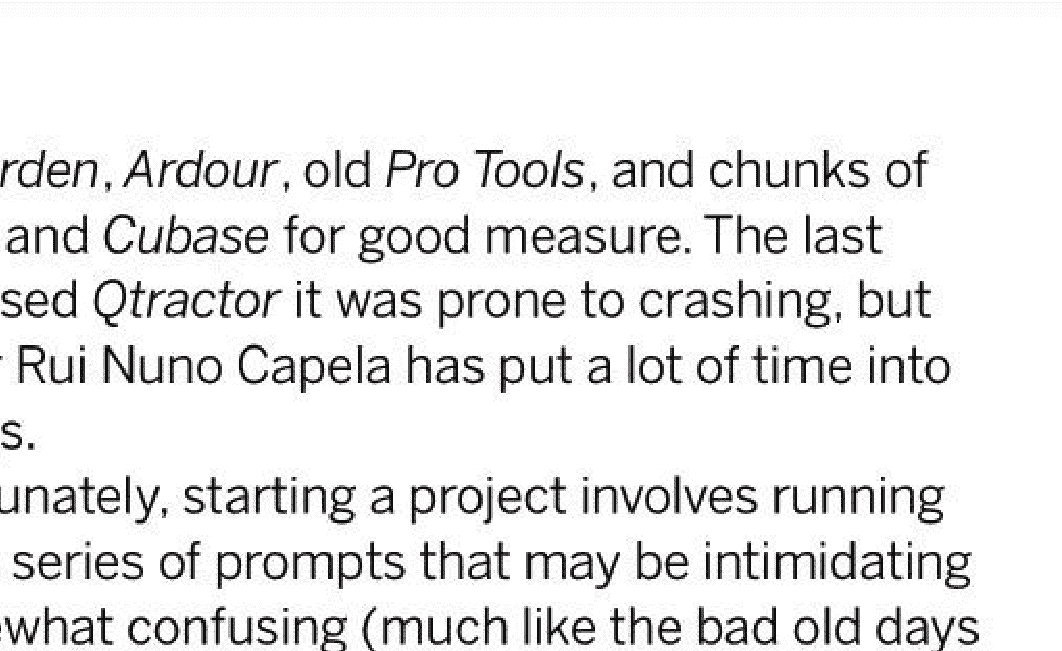 rden, Ardour, old Pro Tools, and chunks of
and Cubase for good measure. The last
sed Qtractor it was prone to crashing, but
Rui Nuno Capela has put a lot of time into
s.
unately, starting a project involves running
series of prompts that may be intimidating
ewhat confusing (much like the bad old days